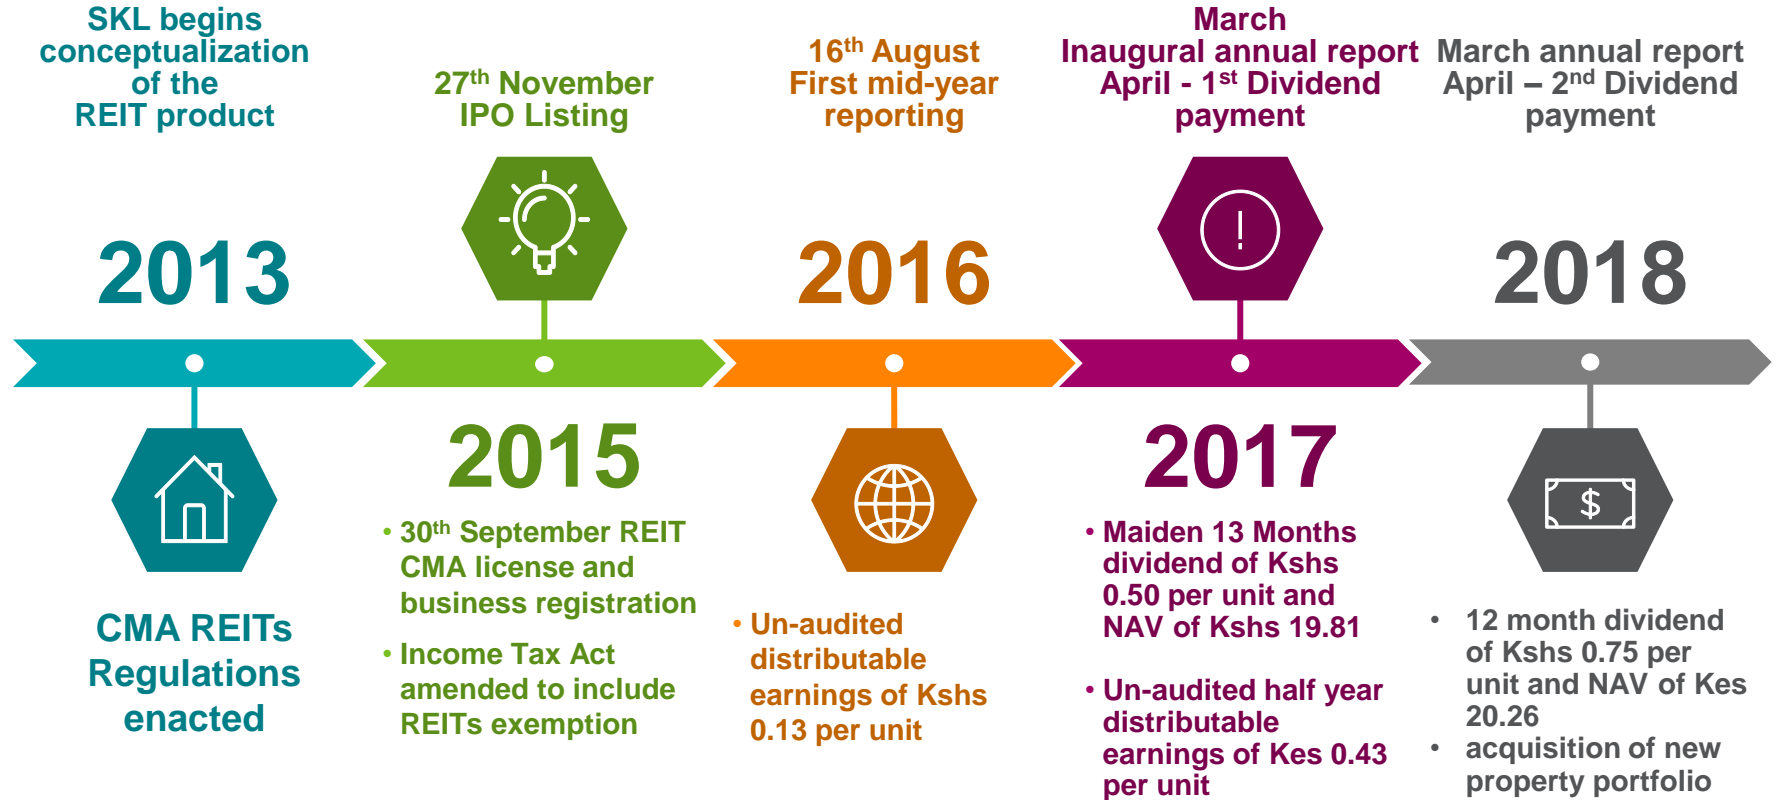 SKL begins
conceptualization
of the
REIT product
2013
CMA REITs
Regulations
enacted
27th November
IPO Listing
2015
• 30th September REIT
CMA license and
business registration
• Income Tax Act
amended to include
REITs exemption
16th August
First mid-year
reporting
2016
• Un-audited
distributable
earnings of Kshs
0.13 per unit
March
Inaugural annual report
April - 1st Dividend
payment
2017
• Maiden 13 Months
dividend of Kshs
0.50 per unit and
NAV of Kshs 19.81
• Un-audited half year
distributable
earnings of Kes 0.43
per unit
March annual report
April – 2nd Dividend
payment
2018
$
• 12 month dividend
of Kshs 0.75 per
unit and NAV of Kes
20.26
• acquisition of new
property portfolio